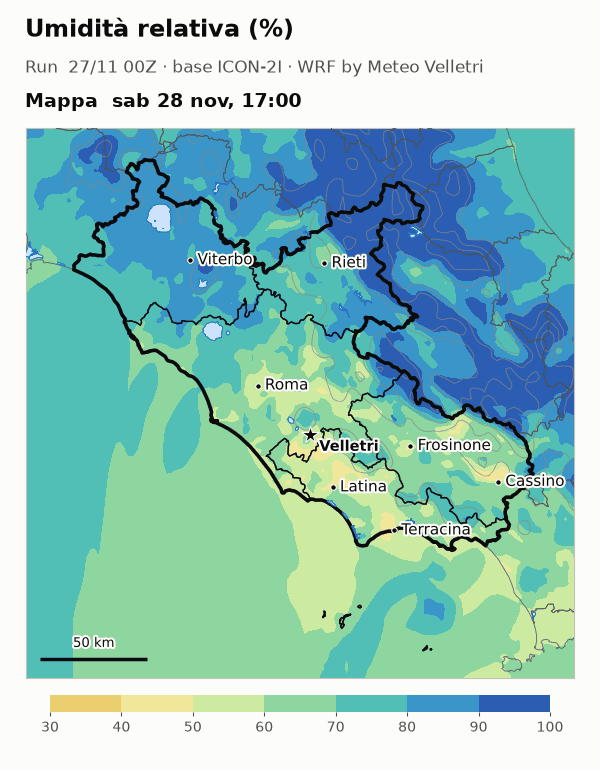 Umidità relativa (%)
Run  27/11 00Z · base ICON-2I · WRF by Meteo Velletri
Mappa  sab 28 nov, 17:00
Viterbo
Rieti
Roma
Velletri
Frosinone
Cassino
Latina
Terracina
50 km
30 40 50 60 70 80 90 100